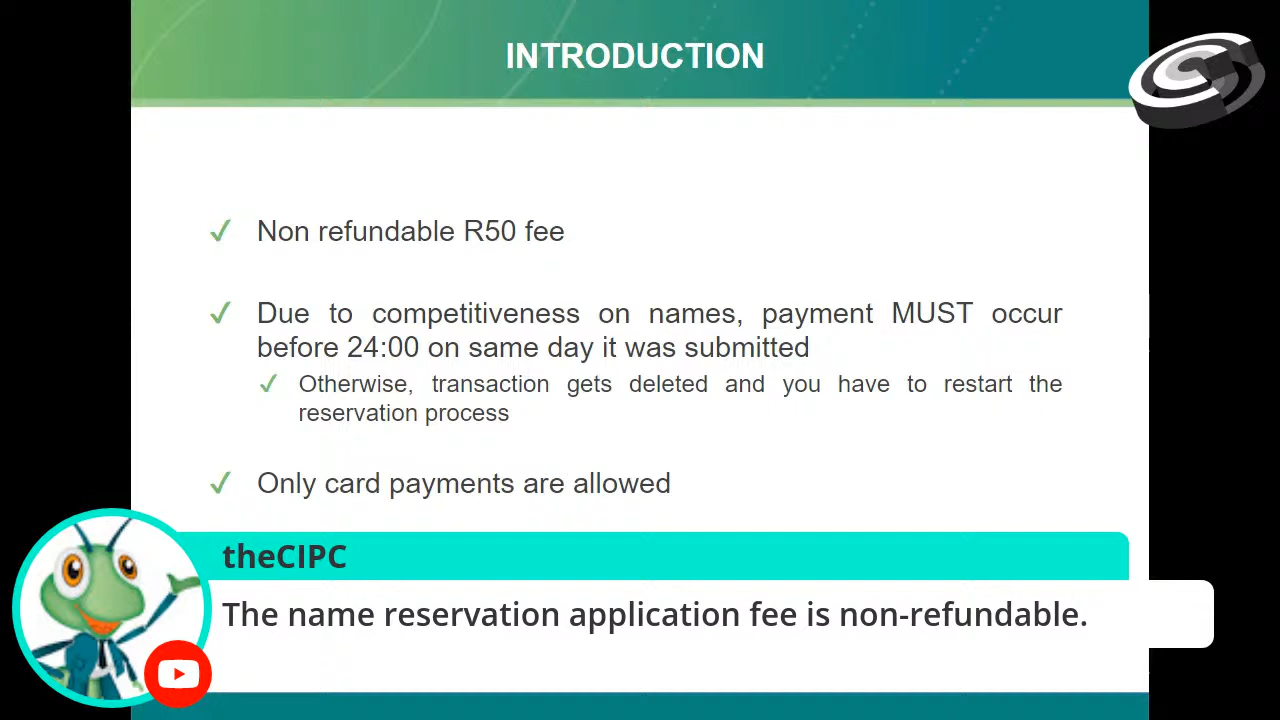 INTRODUCTION
Non refundable R50 fee
Due to competitiveness on names, payment MUST occur
before 24:00 on same day it was submitted
Otherwise, transaction gets deleted and you have to restart the
reservation process
Only card payments are allowed
theCIPC
The name reservation application fee is non-refundable.